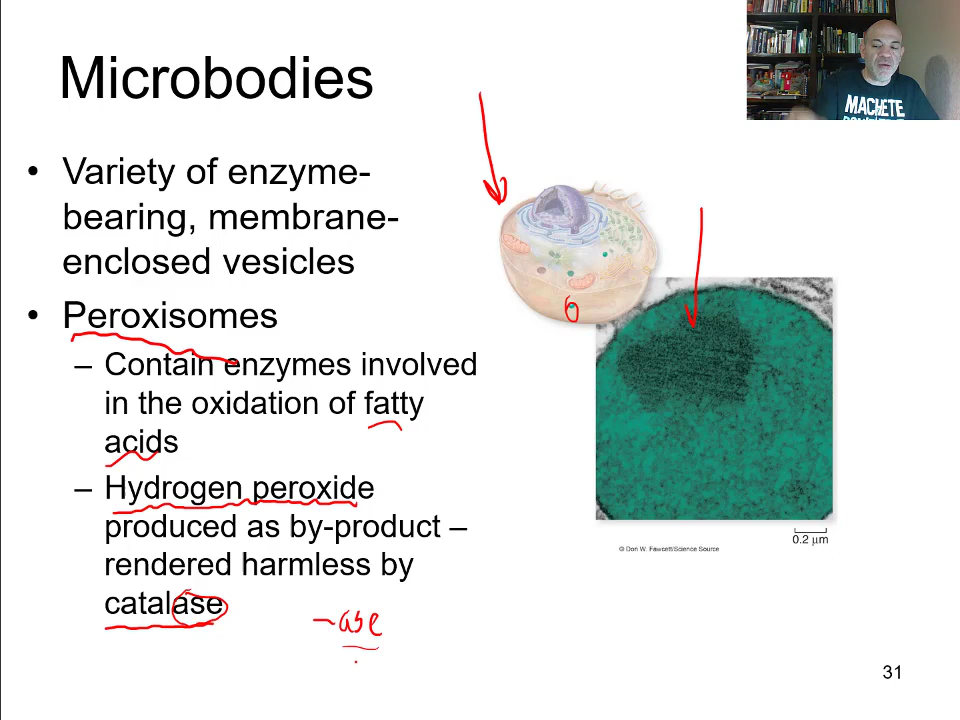 Microbodies
MACHETE
• Variety of enzyme-
bearing, membrane-
enclosed vesicles
• Peroxisomes
– Contain enzymes involved
in the oxidation of fatty
acids
– Hydrogen peroxide
produced as by-product –
rendered harmless by
catalase
-ase
0.2 μm
© Don W. Fawcett/Science Source
31